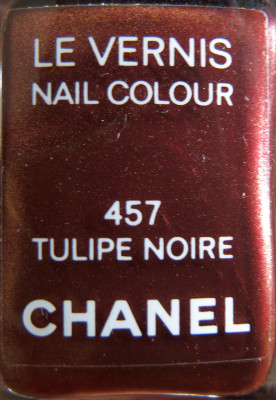 LE VERNIS
NAIL COLOUR
457
TULIPE NOIRE
CHANEL